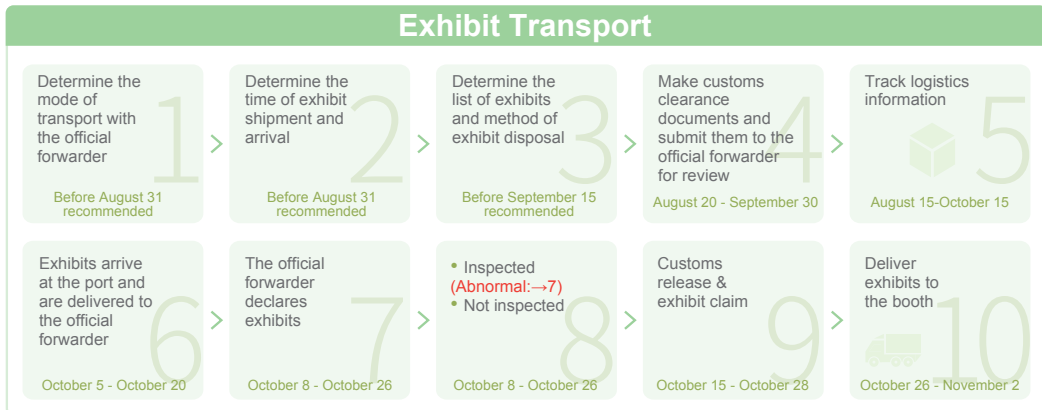 Exhibit Transport
1
Determine the
mode of
transport with
the official
forwarder
Before August 31
recommended
2
Determine the
time of exhibit
shipment and
arrival
Before August 31
recommended
3
Determine the
list of exhibits
and method of
exhibit disposal
Before September 15
recommended
4
Make customs
clearance
documents and
submit them to the
official forwarder
for review
August 20 - September 30
5
Track logistics
information
August 15-October 15
6
Exhibits arrive
at the port and
are delivered to
the official
forwarder
October 5 - October 20
7
The official
forwarder
declares
exhibits
October 8 - October 26
8
• Inspected
(Abnormal:→7)
• Not inspected
October 8 - October 26
9
Customs
release &
exhibit claim
October 15 - October 28
10
Deliver
exhibits to
the booth
October 26 - November 2